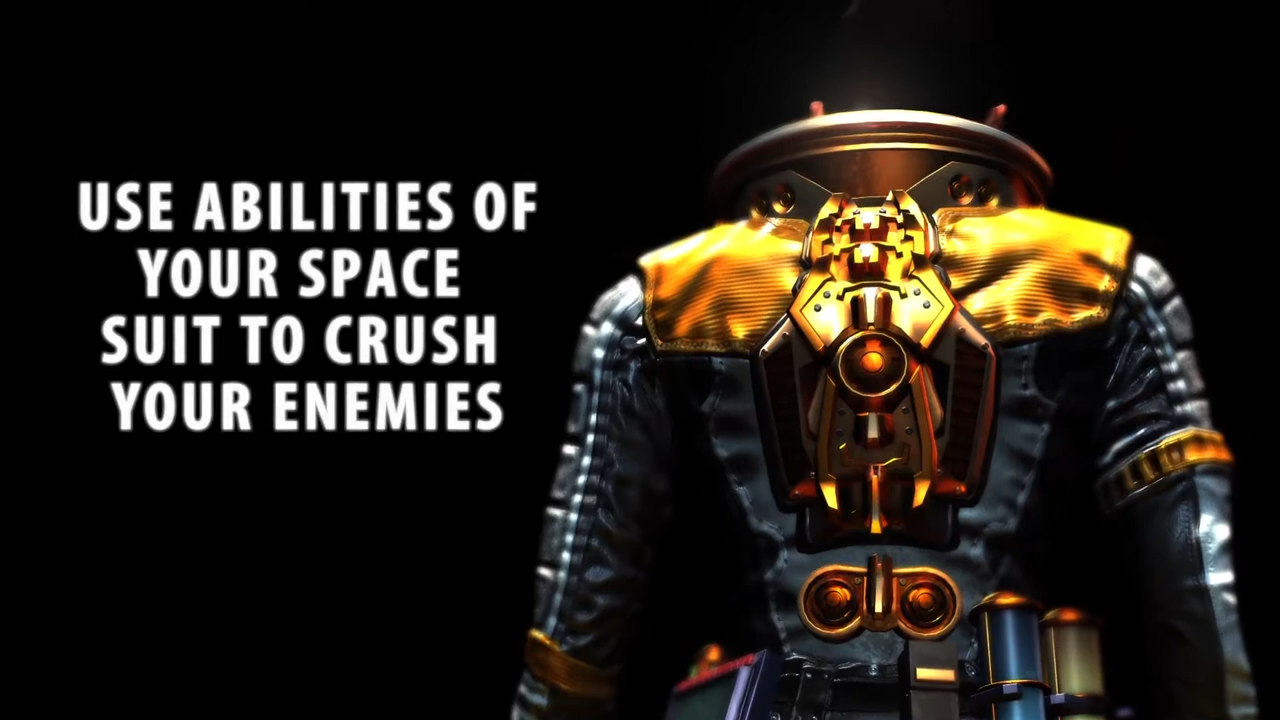 USE ABILITIES OF
YOUR SPACE
SUIT TO CRUSH
YOUR ENEMIES